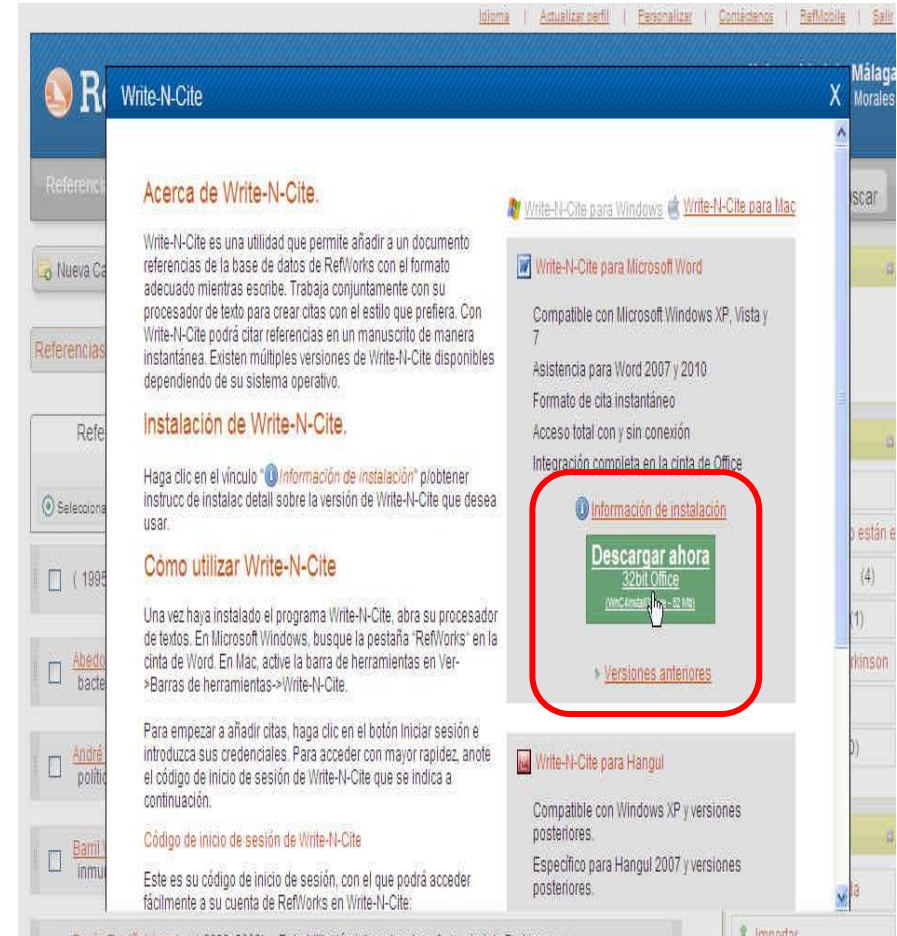 Idioma | Actualizar perfil | Personalizar | Contáctenos | RefMobile | Salir
Málaga
Morales
Write-N-Cite X
Referenci
scar
Nueva Ca
Referencias
Refe
Selecciona
( 1995
Abedo
bacte
André
polític
Barril
inmu
Acerca de Write-N-Cite.
Write-N-Cite es una utilidad que permite añadir a un documento
referencias de la base de datos de RefWorks con el formato
adecuado mientras escribe. Trabaja conjuntamente con su
procesador de texto para crear citas con el estilo que prefiera. Con
Write-N-Cite podrá citar referencias en un manuscrito de manera
instantánea. Existen múltiples versiones de Write-N-Cite disponibles
dependiendo de su sistema operativo.
Instalación de Write-N-Cite.
Haga clic en el vínculo "Información de instalación" p/obtener
instrucc de instalac detall sobre la versión de Write-N-Cite que desea
usar.
Cómo utilizar Write-N-Cite
Una vez haya instalado el programa Write-N-Cite, abra su procesador
de textos. En Microsoft Windows, busque la pestaña "RefWorks" en la
cinta de Word. En Mac, active la barra de herramientas en Ver-
>Barras de herramientas->Write-N-Cite.
Para empezar a añadir citas, haga clic en el botón Iniciar sesión e
introduzca sus credenciales. Para acceder con mayor rapidez, anote
el código de inicio de sesión de Write-N-Cite que se indica a
continuación.
Código de inicio de sesión de Write-N-Cite
Este es su código de inicio de sesión, con el que podrá acceder
fácilmente a su cuenta de RefWorks en Write-N-Cite:
Write-N-Cite para Windows Write-N-Cite para Mac
Write-N-Cite para Microsoft Word
Compatible con Microsoft Windows XP, Vista y
7
Asistencia para Word 2007 y 2010
Formato de cita instantáneo
Acceso total con y sin conexión
Integración completa en la cinta de Office
Información de instalación
Descargar ahora
32bit Office
Versiones anteriores
Write-N-Cite para Hangul
Compatible con Windows XP y versiones
posteriores.
Específico para Hangul 2007 y versiones
posteriores.
están e
(4)
(1)
rkinson
Importar